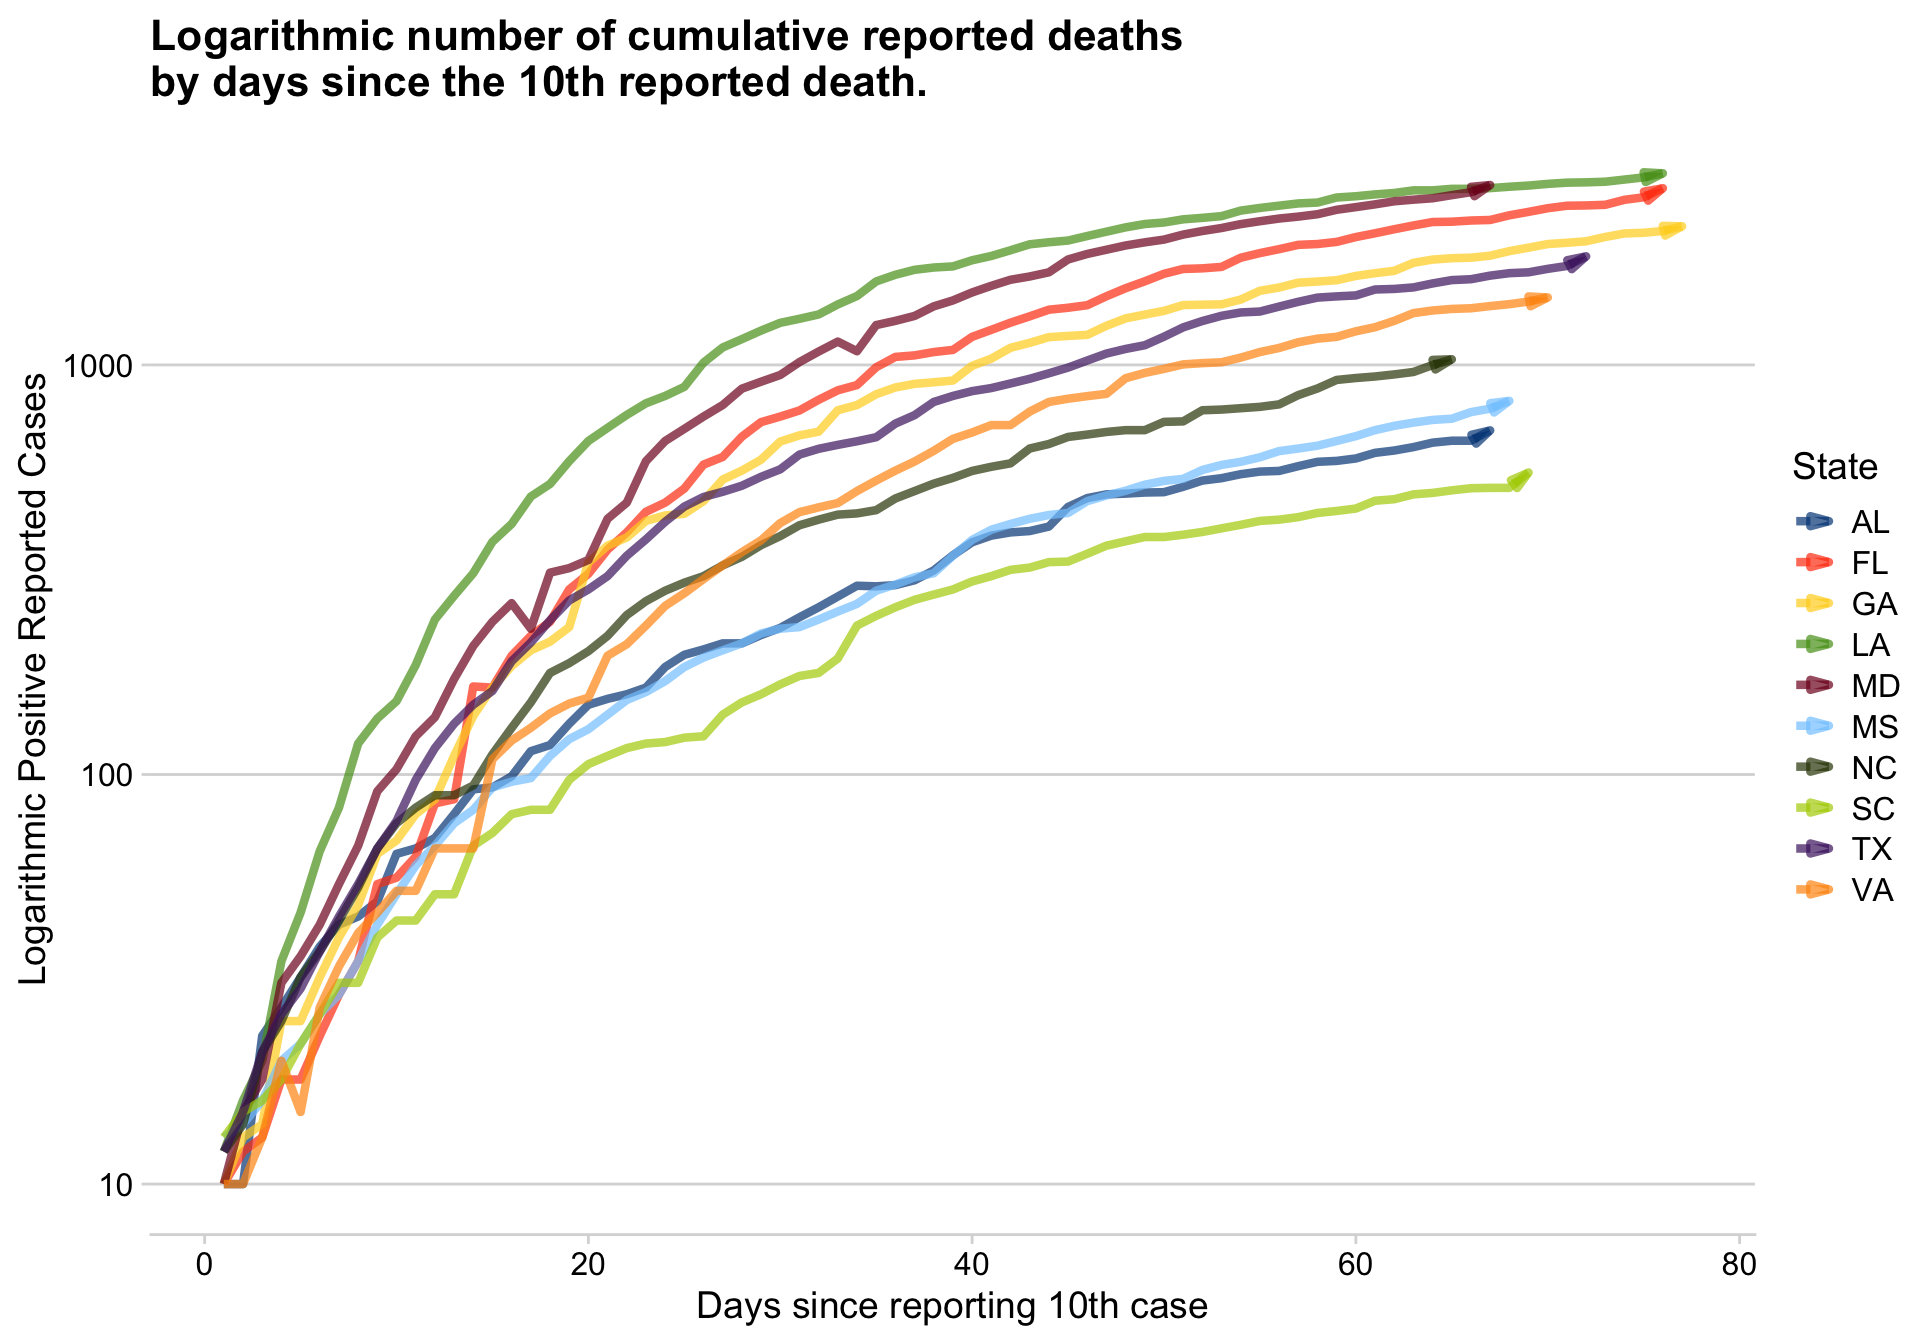 Logarithmic number of cumulative reported deaths
by days since the 10th reported death.
Logarithmic Positive Reported Cases
1000
100
10
0
20
40
60
80
Days since reporting 10th case
State
AL
FL
GA
LA
MD
MS
NC
SC
TX
VA